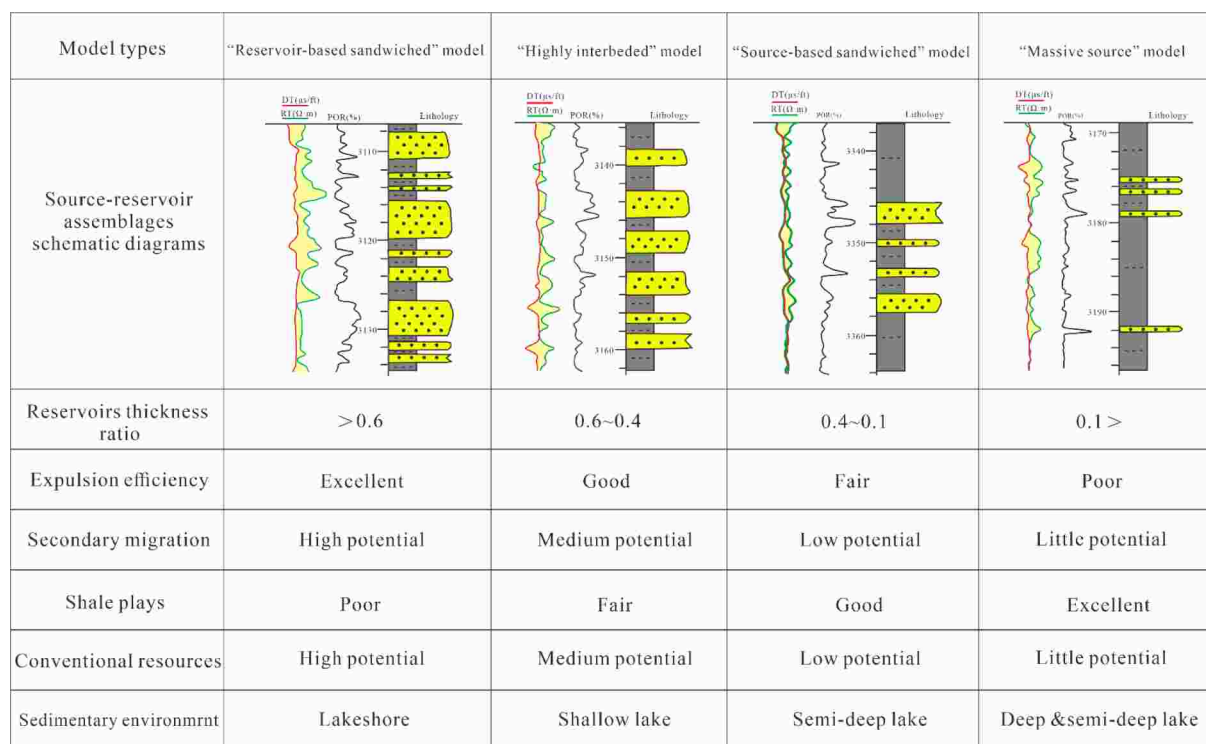 Model types
“Reservoir-based sandwiched” model
“Highly interbeded” model
“Source-based sandwiched” model
“Massive source” model
Source-reservoir
assemblages
schematic diagrams
DT(μs/ft)
RT(Ω·m)
POR(%)
Lithology
3110
3120
3130
DT(μs/ft)
RT(Ω·m)
POR(%)
Lithology
3140
3150
3160
DT(μs/ft)
RT(Ω·m)
POR(%)
Lithology
3340
3350
3360
DT(μs/ft)
RT(Ω·m)
POR(%)
Lithology
3170
3180
3190
Reservoirs thickness
ratio
>0.6
0.6~0.4
0.4~0.1
0.1>
Expulsion efficiency
Excellent
Good
Fair
Poor
Secondary migration
High potential
Medium potential
Low potential
Little potential
Shale plays
Poor
Fair
Good
Excellent
Conventional resources
High potential
Medium potential
Low potential
Little potential
Sedimentary environmrnt
Lakeshore
Shallow lake
Semi-deep lake
Deep &semi-deep lake